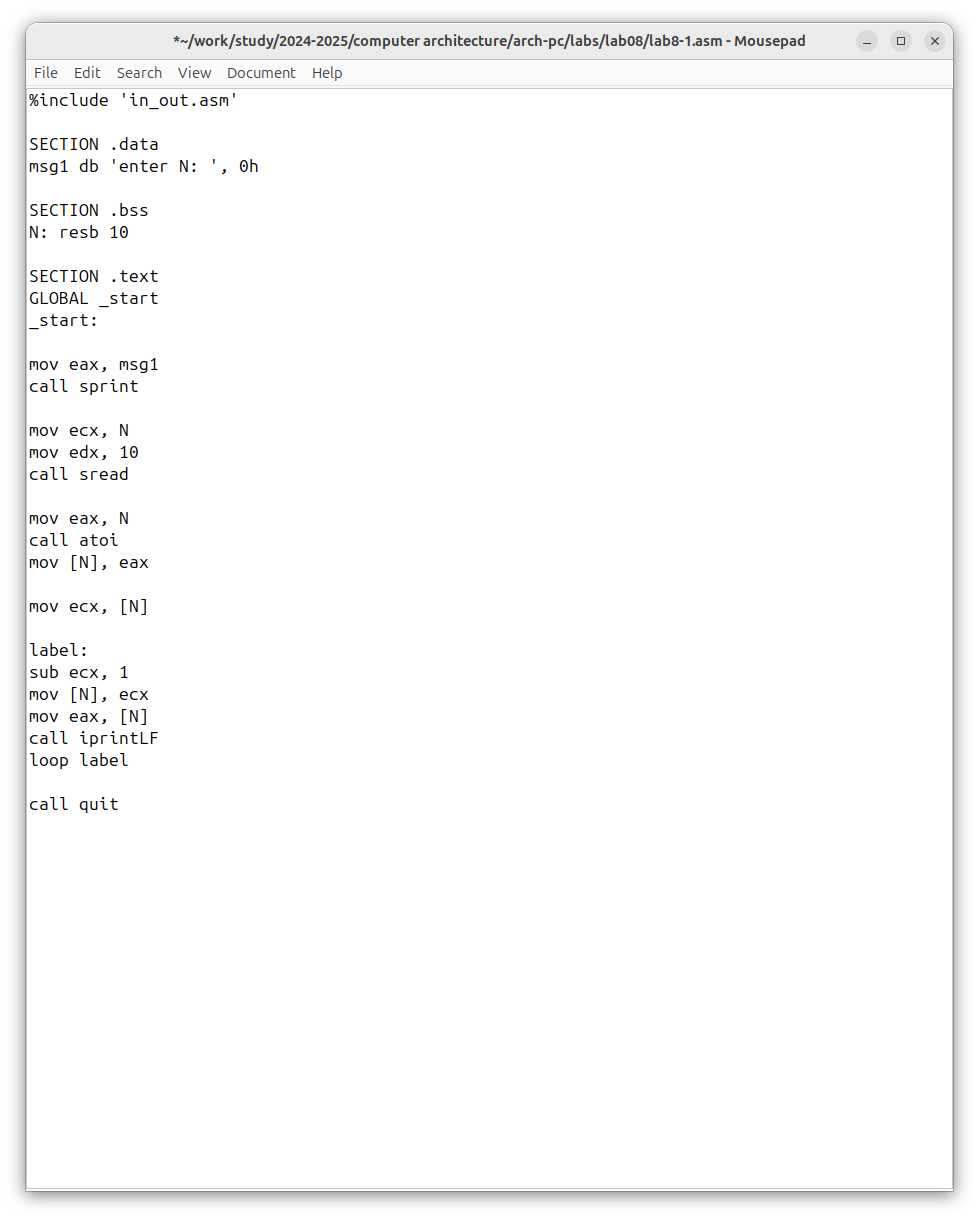 *~/work/study/2024-2025/computer architecture/arch-pc/labs/lab08/lab8-1.asm - Mousepad
File Edit Search View Document Help
%include 'in_out.asm'
SECTION .data
msg1 db 'enter N: ', 0h
SECTION .bss
N: resb 10
SECTION .text
GLOBAL _start
_start:
mov eax, msg1
call sprint
mov ecx, N
mov edx, 10
call sread
mov eax, N
call atoi
mov [N], eax
mov ecx, [N]
label:
sub ecx, 1
mov [N], ecx
mov eax, [N]
call iprintLF
loop label
call quit